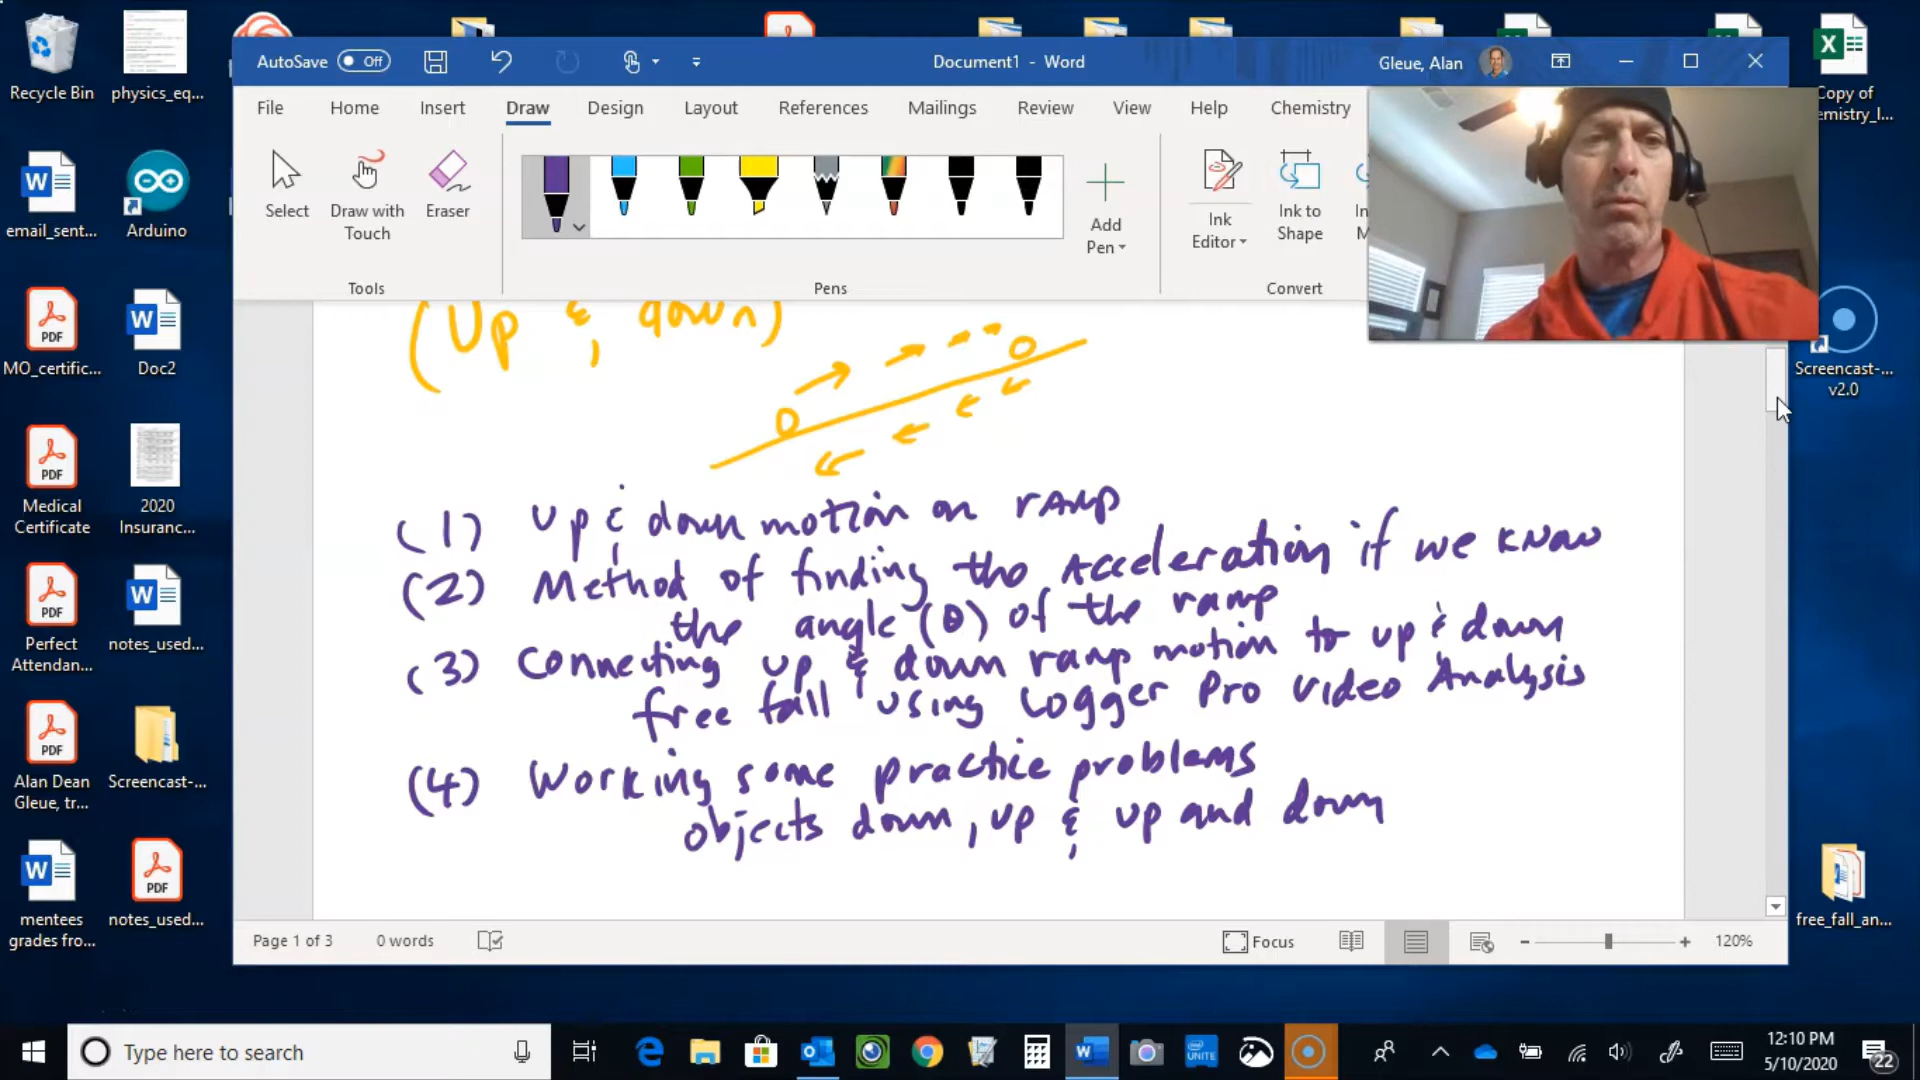 Recycle Bin
physics_eq...
AutoSave Off
Document1 - Word
Gleue, Alan
File Home Insert Draw Design Layout References Mailings Review View Help Chemistry
Select
Draw with Touch
Eraser
Add Pen
Ink Editor
Ink to Shape
Tools
Pens
Convert
Copy of
emistry_I...
email_sent...
Arduino
MO_certific...
Doc2
Screencast-...
v2.0
Medical Certificate
2020 Insuranc...
Perfect Attendan...
notes_used...
Alan Dean Gleue, tr...
Screencast-...
mentees grades fro...
notes_used...
free_fall_an...
(Up & down)
(1) Up & down motion on ramp
(2) Method of finding the Acceleration if we know
the angle (θ) of the ramp
(3) Connecting up & down ramp motion to up & down
free fall using Logger Pro Video Analysis
(4) Working some practice problems
objects down, up & up and down
Page 1 of 3
0 words
Focus
120%
Type here to search
12:10 PM
5/10/2020
22